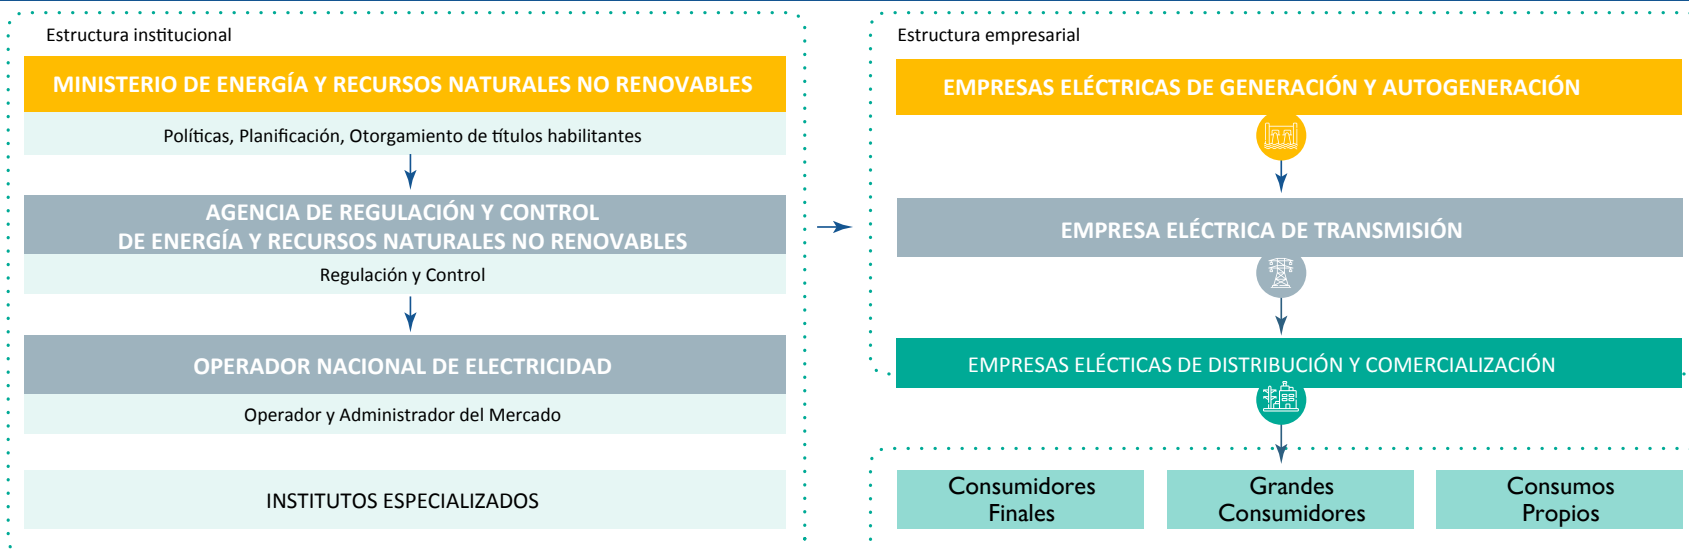 Estructura institucional
MINISTERIO DE ENERGÍA Y RECURSOS NATURALES NO RENOVABLES
Políticas, Planificación, Otorgamiento de títulos habilitantes
AGENCIA DE REGULACIÓN Y CONTROL
DE ENERGÍA Y RECURSOS NATURALES NO RENOVABLES
Regulación y Control
OPERADOR NACIONAL DE ELECTRICIDAD
Operador y Administrador del Mercado
INSTITUTOS ESPECIALIZADOS
Estructura empresarial
EMPRESAS ELÉCTRICAS DE GENERACIÓN Y AUTOGENERACIÓN
EMPRESA ELÉCTRICA DE TRANSMISIÓN
EMPRESAS ELÉCTICAS DE DISTRIBUCIÓN Y COMERCIALIZACIÓN
Consumidores
Finales
Grandes
Consumidores
Consumos
Propios